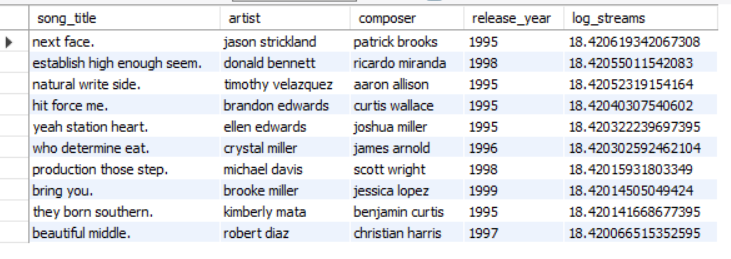 song_title artist composer release_year log_streams
next face. jason strickland patrick brooks 1995 18.420619342067308
establish high enough seem. donald bennett ricardo miranda 1998 18.42055011542083
natural write side. timothy velazquez aaron allison 1995 18.42052319154164
hit force me. brandon edwards curtis wallace 1995 18.42040307540602
yeah station heart. ellen edwards joshua miller 1995 18.420322239697395
who determine eat. crystal miller james arnold 1996 18.420302592462104
production those step. michael davis scott wright 1998 18.42015931803349
bring you. brooke miller jessica lopez 1999 18.42014505049424
they born southern. kimberly mata benjamin curtis 1995 18.420141668677395
beautiful middle. robert diaz christian harris 1997 18.420066515352595